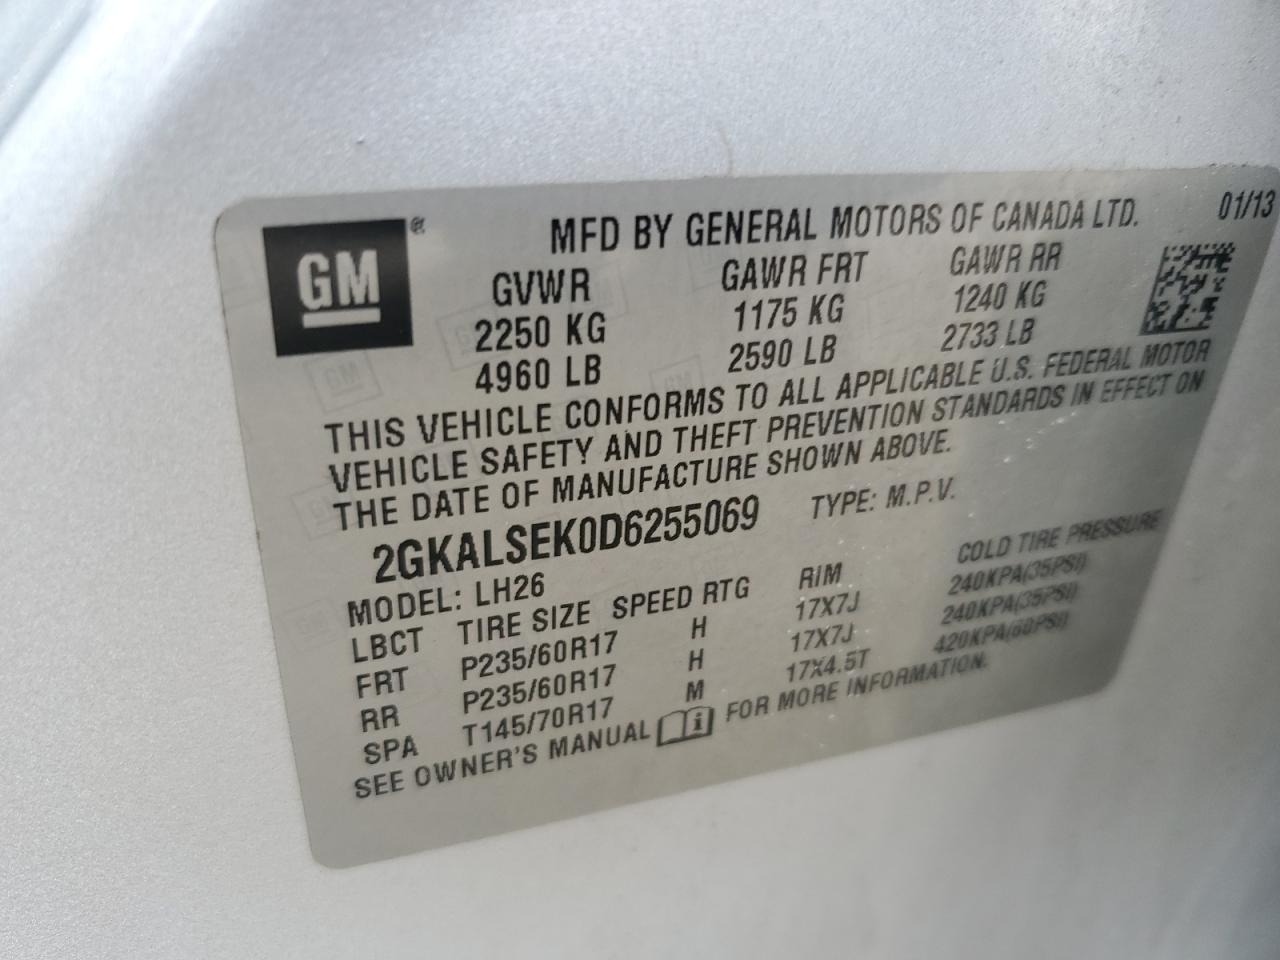 GM ®
MFD BY GENERAL MOTORS OF CANADA LTD. 01/13
GVWR GAWR FRT GAWR RR
2250 KG 1175 KG 1240 KG
4960 LB 2590 LB 2733 LB
THIS VEHICLE CONFORMS TO ALL APPLICABLE U.S. FEDERAL MOTOR
VEHICLE SAFETY AND THEFT PREVENTION STANDARDS IN EFFECT ON
THE DATE OF MANUFACTURE SHOWN ABOVE.
2GKALSEK0D6255069 TYPE: M.P.V.
MODEL: LH26
LBCT TIRE SIZE SPEED RTG RIM COLD TIRE PRESSURE
FRT P235/60R17 H 17X7J 240KPA(35PSI)
RR P235/60R17 H 17X7J 240KPA(35PSI)
SPA T145/70R17 M 17X4.5T 420KPA(60PSI)
SEE OWNER'S MANUAL FOR MORE INFORMATION.